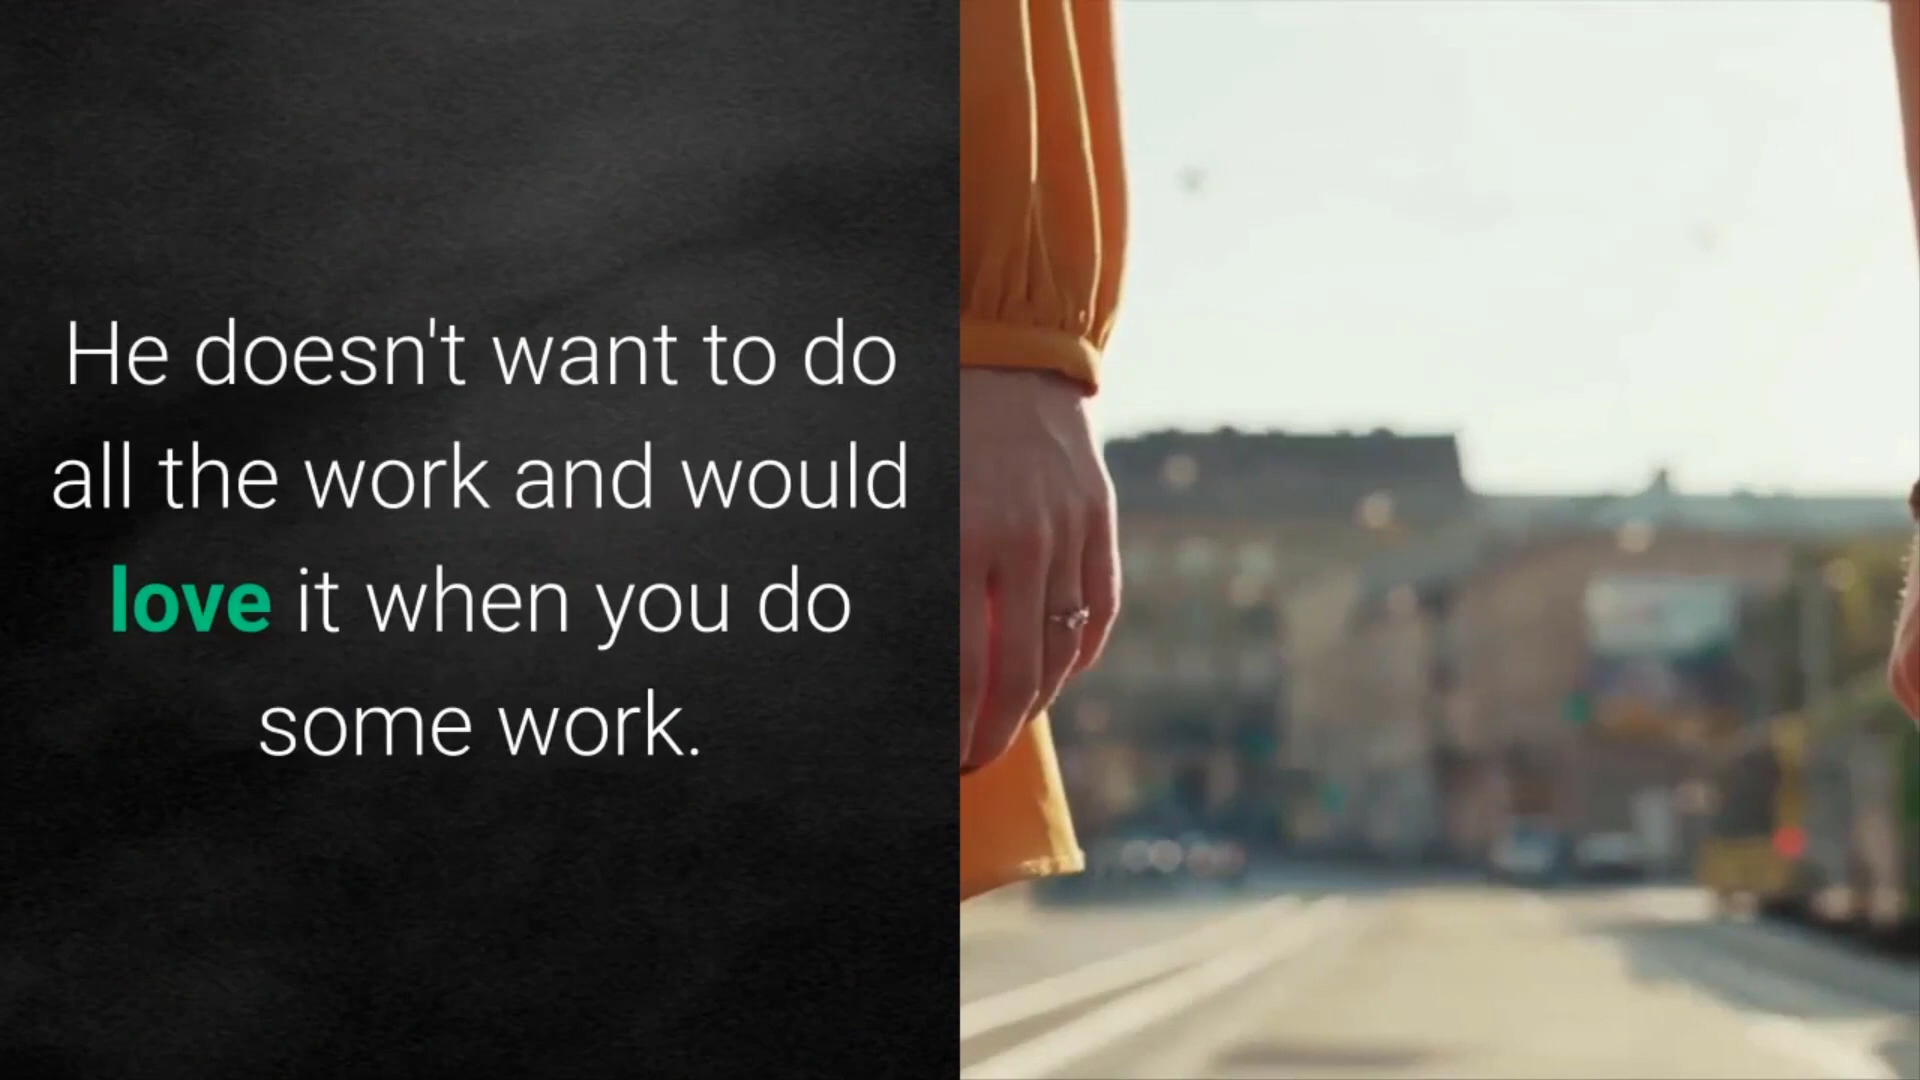 He doesn't want to do
all the work and would
love it when you do
some work.